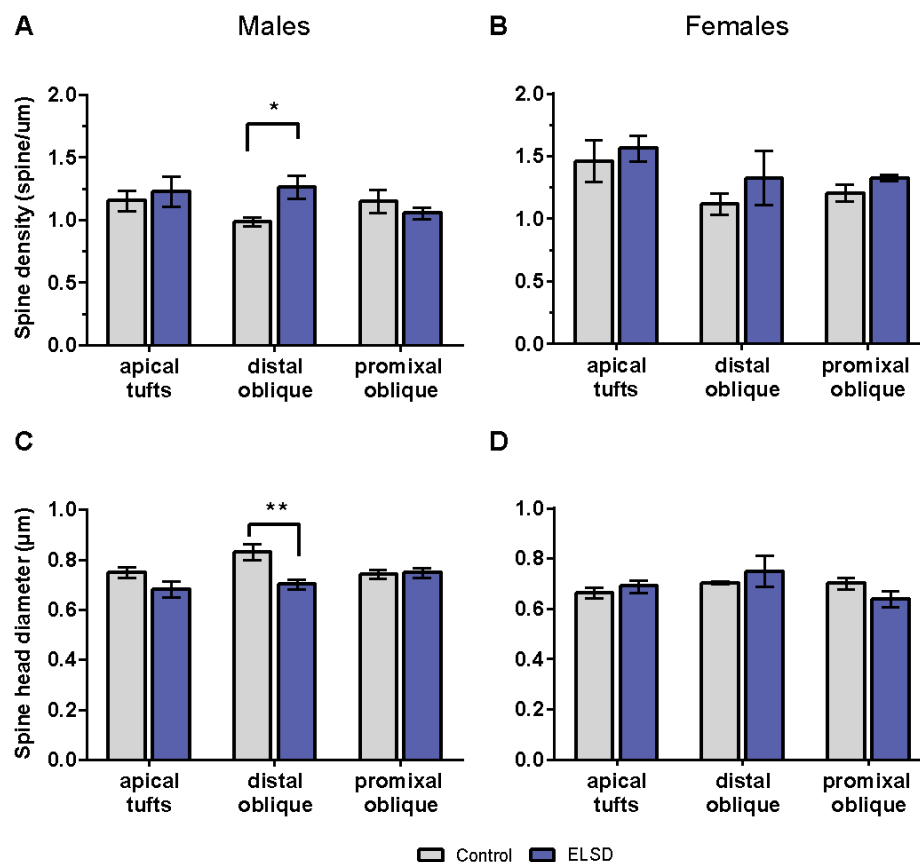 A
Males
B
Females
Spine density (spine/um)
2.0
1.5
1.0
0.5
0.0
*
apical
tufts
distal
oblique
promixal
oblique
2.0
1.5
1.0
0.5
0.0
apical
tufts
distal
oblique
promixal
oblique
C
D
Spine head diameter (µm)
1.0
0.8
0.6
0.4
0.2
0.0
**
apical
tufts
distal
oblique
promixal
oblique
1.0
0.8
0.6
0.4
0.2
0.0
apical
tufts
distal
oblique
promixal
oblique
Control
ELSD